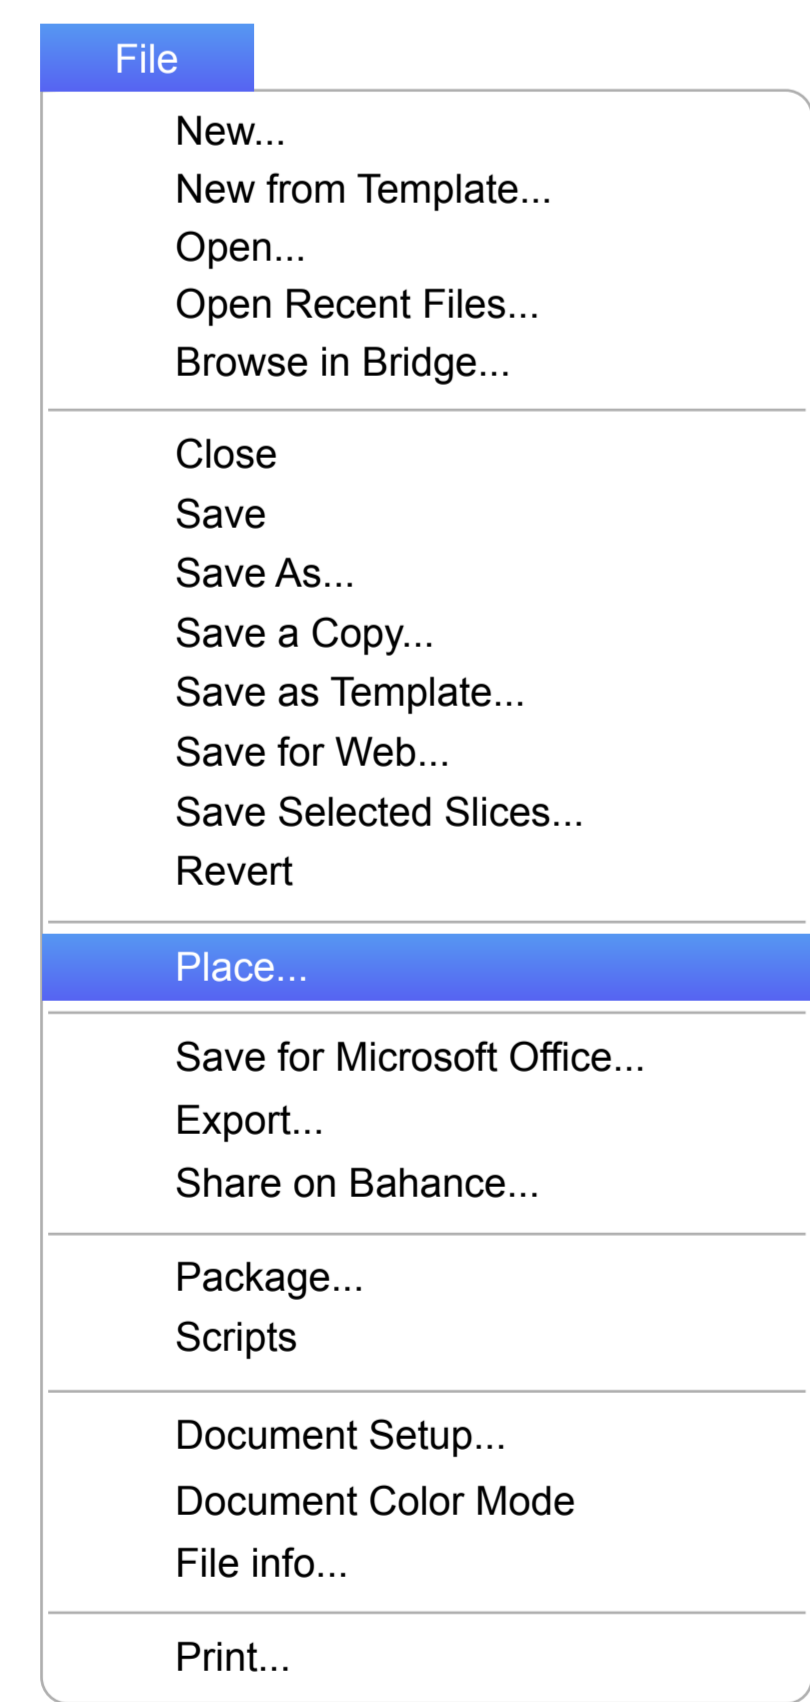 File
New...
New from Template...
Open...
Open Recent Files...
Browse in Bridge...
Close
Save
Save As...
Save a Copy...
Save as Template...
Save for Web...
Save Selected Slices...
Revert
Place...
Save for Microsoft Office...
Export...
Share on Bahance...
Package...
Scripts
Document Setup...
Document Color Mode
File info...
Print...